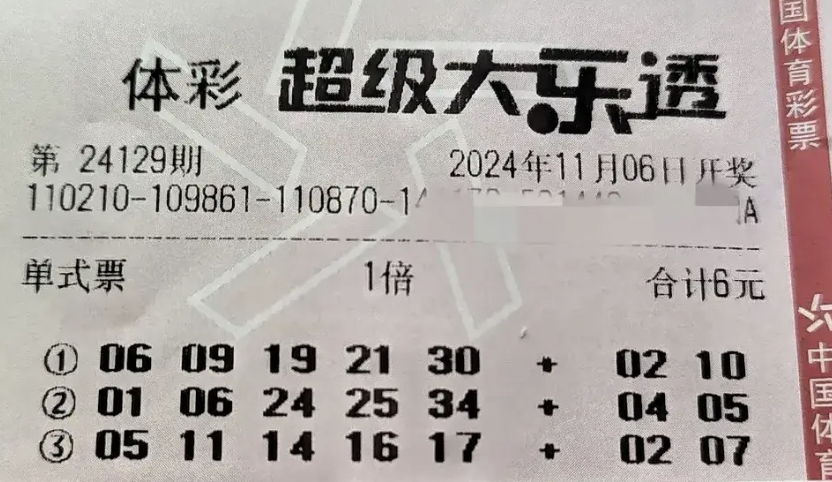 体彩 超级大乐透
第 24129期 2024年11月06日开奖
110210-109861-110870-1 A
单式票 1倍 合计6元
① 06 09 19 21 30 + 02 10
② 01 06 24 25 34 + 04 05
③ 05 11 14 16 17 + 02 07
国体育彩票
中国体育